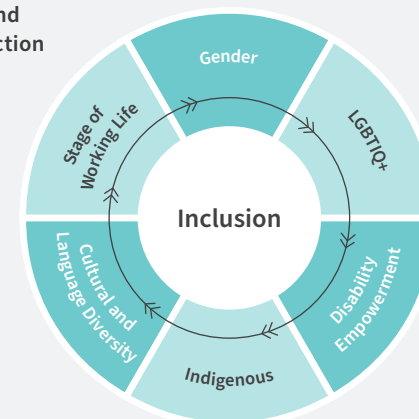 nd
ction
Gender
LGBTIQ+
Disability
Empowerment
Indigenous
Cultural and
Language Diversity
Stage of
Working Life
Inclusion